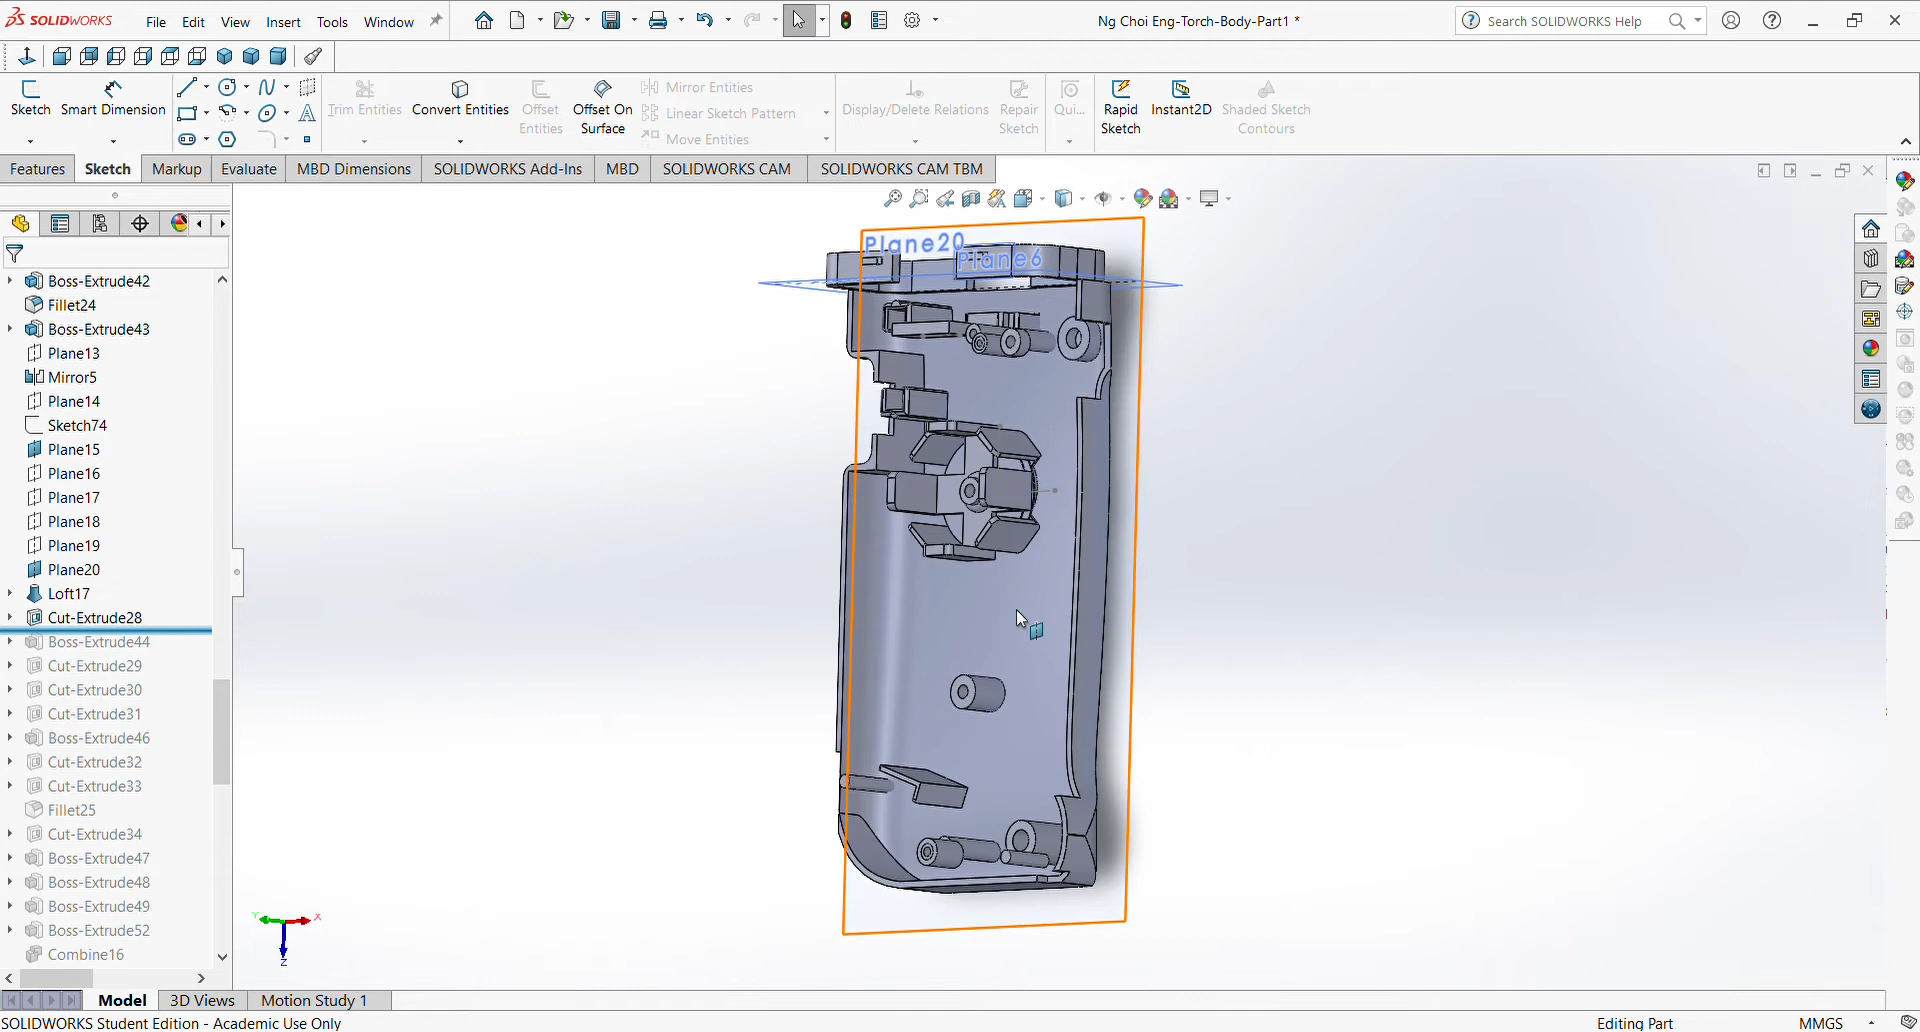 SOLIDWORKS
File Edit View Insert Tools Window
Ng Choi Eng-Torch-Body-Part1 *
Search SOLIDWORKS Help
Sketch
Smart Dimension
Trim Entities
Convert Entities
Offset Entities
Offset On Surface
Mirror Entities
Linear Sketch Pattern
Move Entities
Display/Delete Relations
Repair Sketch
Qui...
Rapid Sketch
Instant2D
Shaded Sketch Contours
Features Sketch Markup Evaluate MBD Dimensions SOLIDWORKS Add-Ins MBD SOLIDWORKS CAM SOLIDWORKS CAM TBM
Boss-Extrude42
Fillet24
Boss-Extrude43
Plane13
Mirror5
Plane14
Sketch74
Plane15
Plane16
Plane17
Plane18
Plane19
Plane20
Loft17
Cut-Extrude28
Boss-Extrude44
Cut-Extrude29
Cut-Extrude30
Cut-Extrude31
Boss-Extrude46
Cut-Extrude32
Cut-Extrude33
Fillet25
Cut-Extrude34
Boss-Extrude47
Boss-Extrude48
Boss-Extrude49
Boss-Extrude52
Combine16
Plane20
Plane6
Y X
Z
Model 3D Views Motion Study 1
SOLIDWORKS Student Edition - Academic Use Only
Editing Part
MMGS